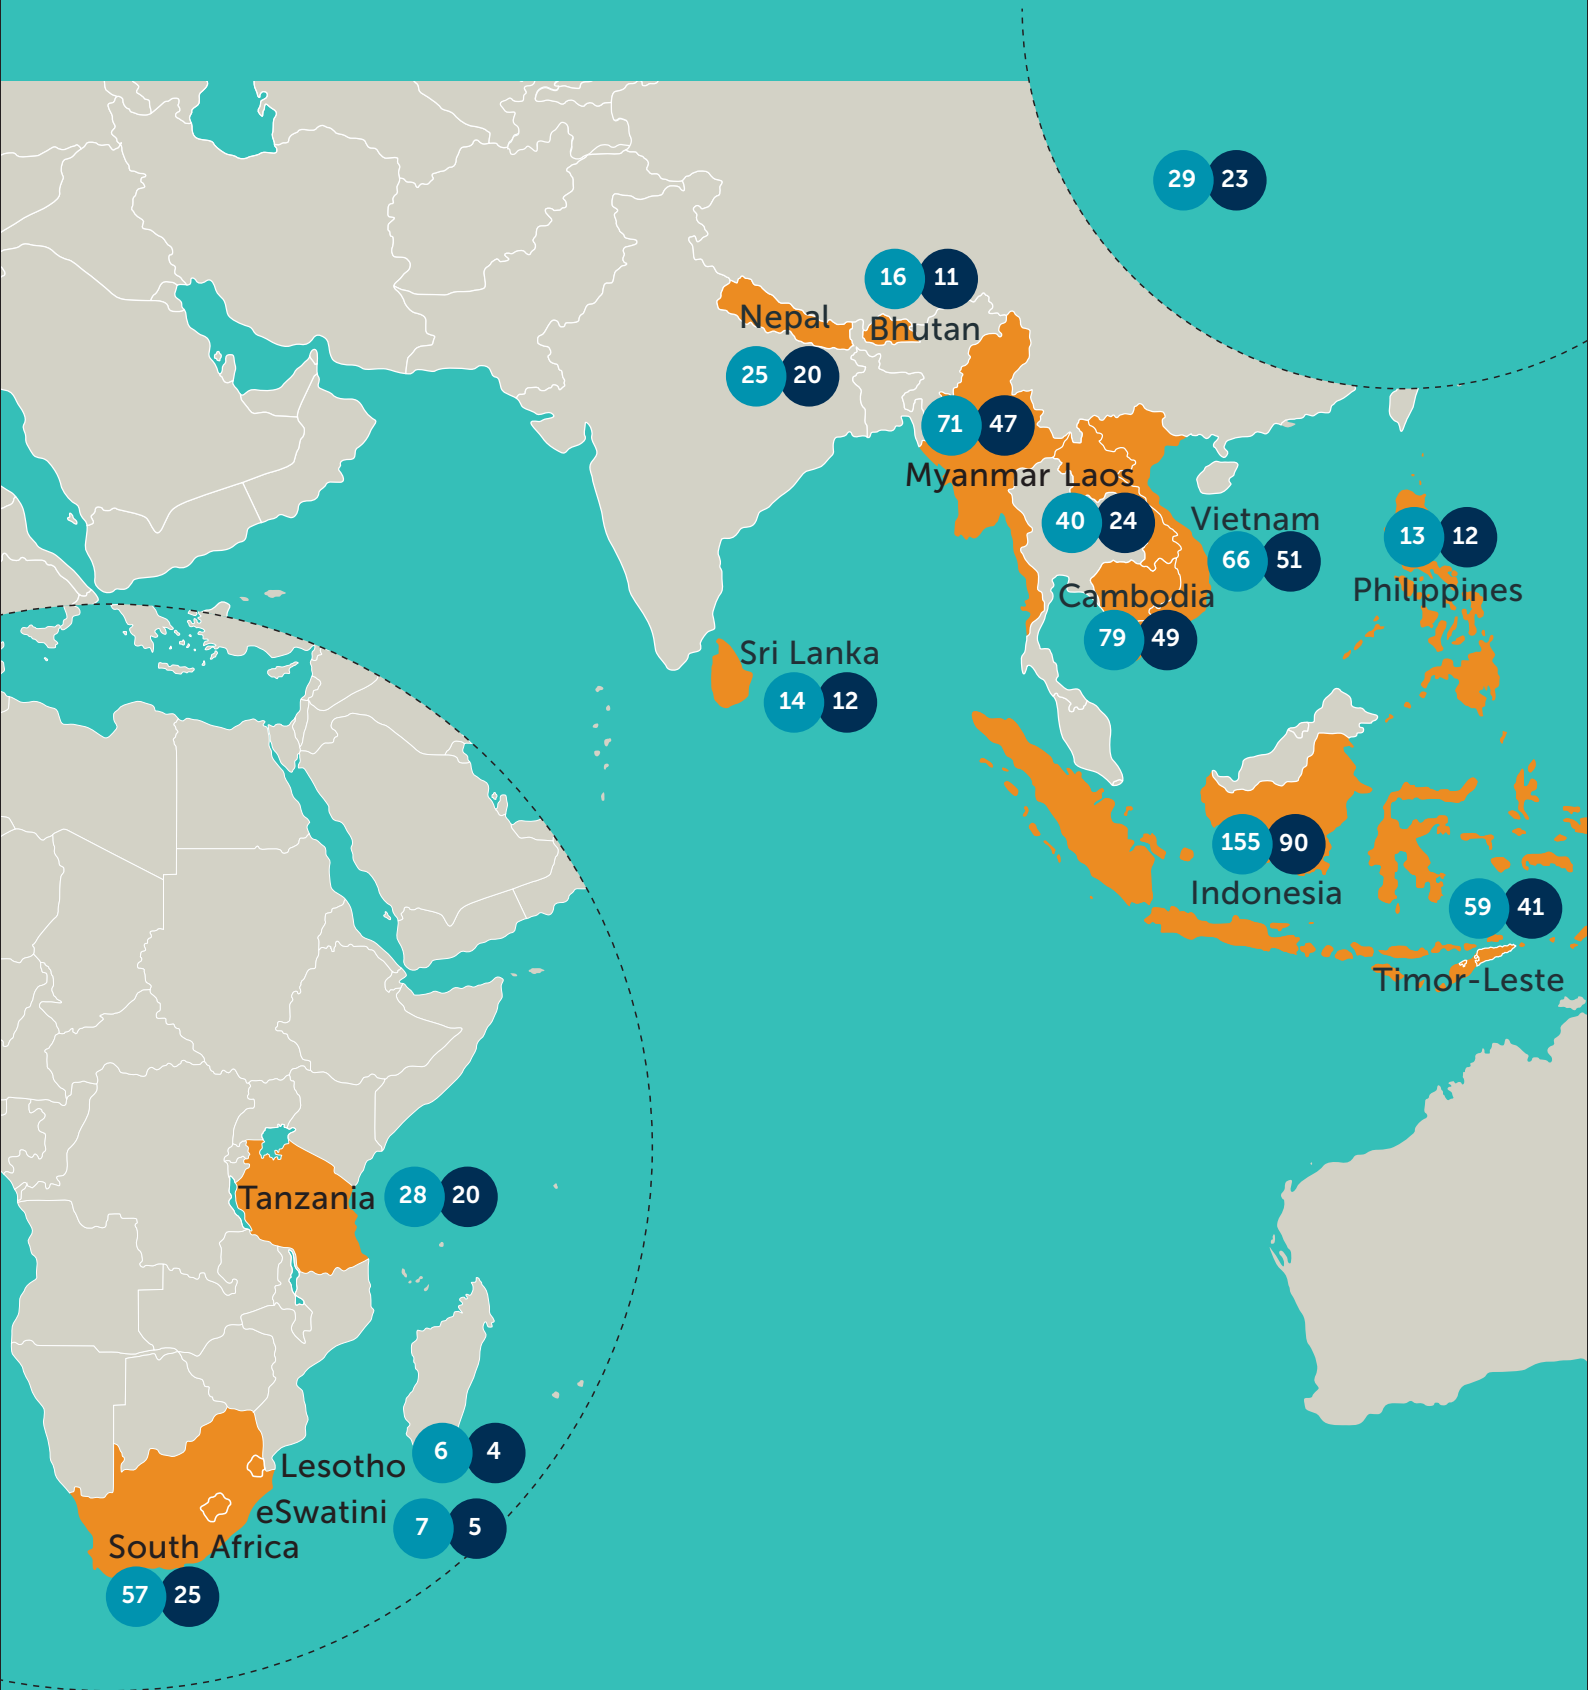 29 23
16 11
Nepal
Bhutan
25 20
71 47
Myanmar
Laos
40 24
Vietnam
66 51
13 12
Philippines
Cambodia
79 49
Sri Lanka
14 12
155 90
Indonesia
59 41
Timor-Leste
Tanzania
28 20
Lesotho
6 4
eSwatini
7 5
South Africa
57 25